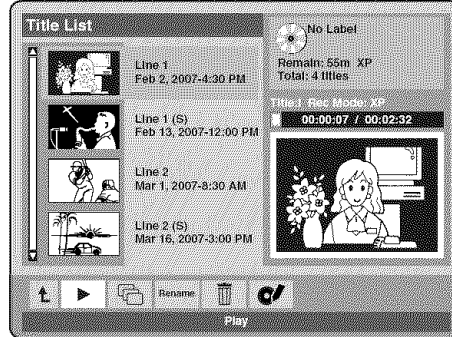 Title List
Line 1
Feb 2, 2007-4:30 PM
Line 1 (S)
Feb 13, 2007-12:00 PM
Line 2
Mar 1, 2007-8:30 AM
Line 2 (S)
Mar 16, 2007-3:00 PM
No Label
Remain: 55m XP
Total: 4 titles
Title:1 Rec Mode: XP
00:00:07 / 00:02:32
Rename
Play